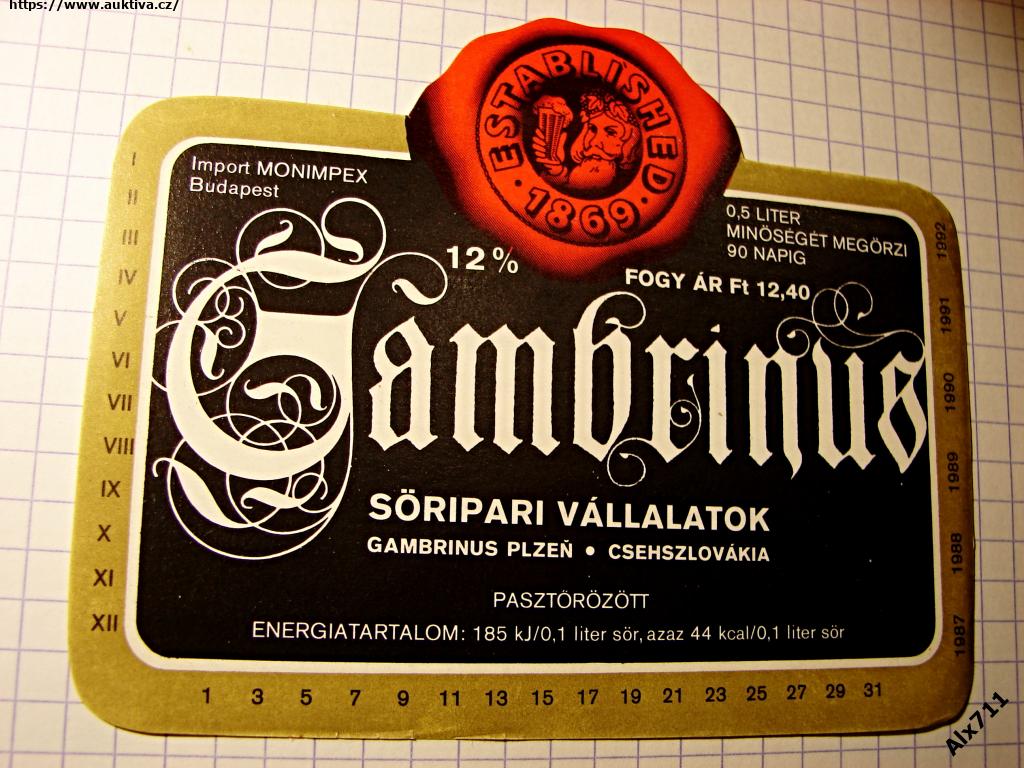 https://www.auktiva.cz/
ESTABLISHED
· 1869 ·
Import MONIMPEX
Budapest
0,5 LITER
MINŐSÉGÉT MEGŐRZI
90 NAPIG
12 %
FOGY ÁR Ft 12,40
Gambrinus
SÖRIPARI VÁLLALATOK
GAMBRINUS PLZEŇ • CSEHSZLOVÁKIA
PASZTŐRÖZÖTT
ENERGIATARTALOM: 185 kJ/0,1 liter sör, azaz 44 kcal/0,1 liter sör
I
II
III
IV
V
VI
VII
VIII
IX
X
XI
XII
1 3 5 7 9 11 13 15 17 19 21 23 25 27 29 31
1992
1991
1990
1989
1988
1987
Alx711